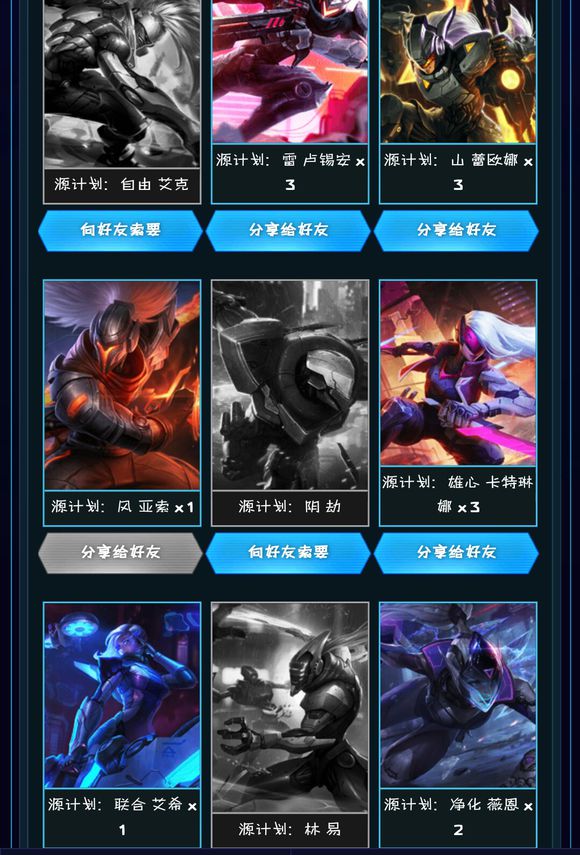 源计划：自由 艾克
源计划：雷 卢锡安 x
3
源计划：山 蕾欧娜 x
3
向好友索要
分享给好友
分享给好友
源计划：风 亚索 x1
源计划：阴 劫
源计划：雄心 卡特琳
娜 x3
分享给好友
向好友索要
分享给好友
源计划：联合 艾希 x
1
源计划：林 易
源计划：净化 薇恩 x
2